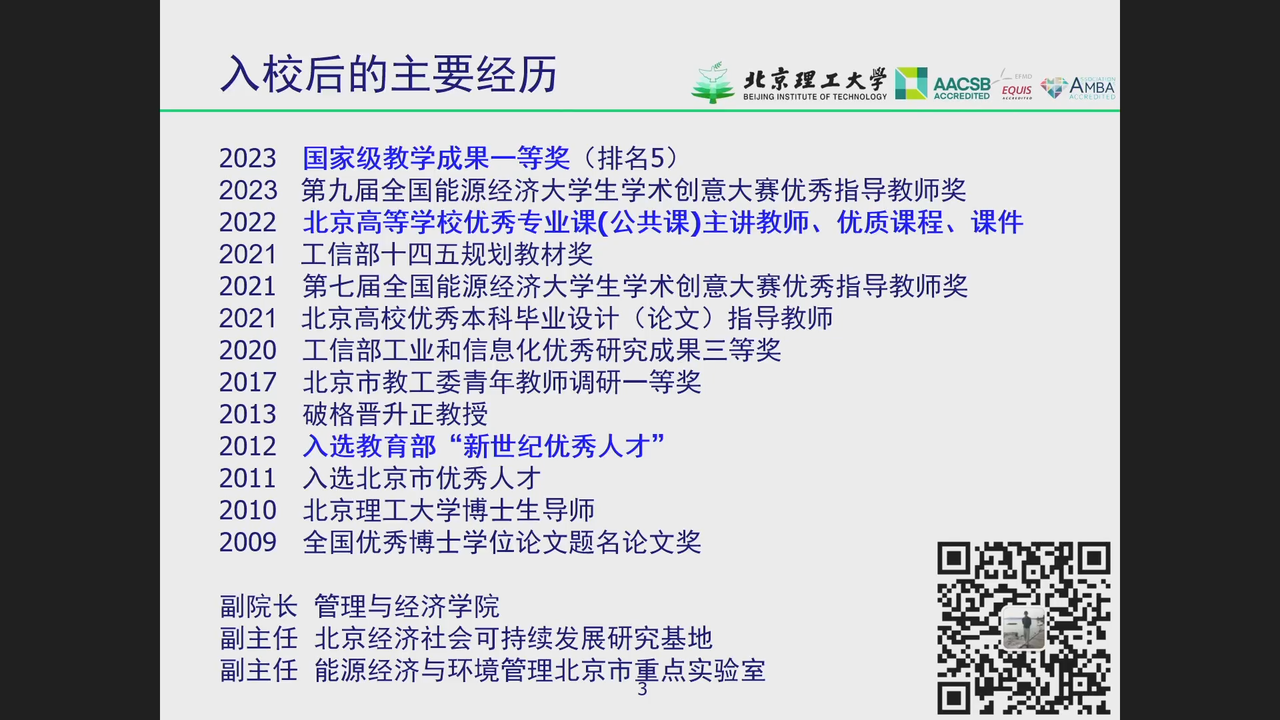 入校后的主要经历
北京理工大学
BEIJING INSTITUTE OF TECHNOLOGY
AACSB
ACCREDITED
EFMD
EQUIS
ACCREDITED
ASSOCIATION
AMBA
ACCREDITED
2023 国家级教学成果一等奖（排名5）
2023 第九届全国能源经济大学生学术创意大赛优秀指导教师奖
2022 北京高等学校优秀专业课(公共课)主讲教师、优质课程、课件
2021 工信部十四五规划教材奖
2021 第七届全国能源经济大学生学术创意大赛优秀指导教师奖
2021 北京高校优秀本科毕业设计（论文）指导教师
2020 工信部工业和信息化优秀研究成果三等奖
2017 北京市教工委青年教师调研一等奖
2013 破格晋升正教授
2012 入选教育部“新世纪优秀人才”
2011 入选北京市优秀人才
2010 北京理工大学博士生导师
2009 全国优秀博士学位论文题名论文奖
副院长 管理与经济学院
副主任 北京经济社会可持续发展研究基地
副主任 能源经济与环境管理北京市重点实验室
3